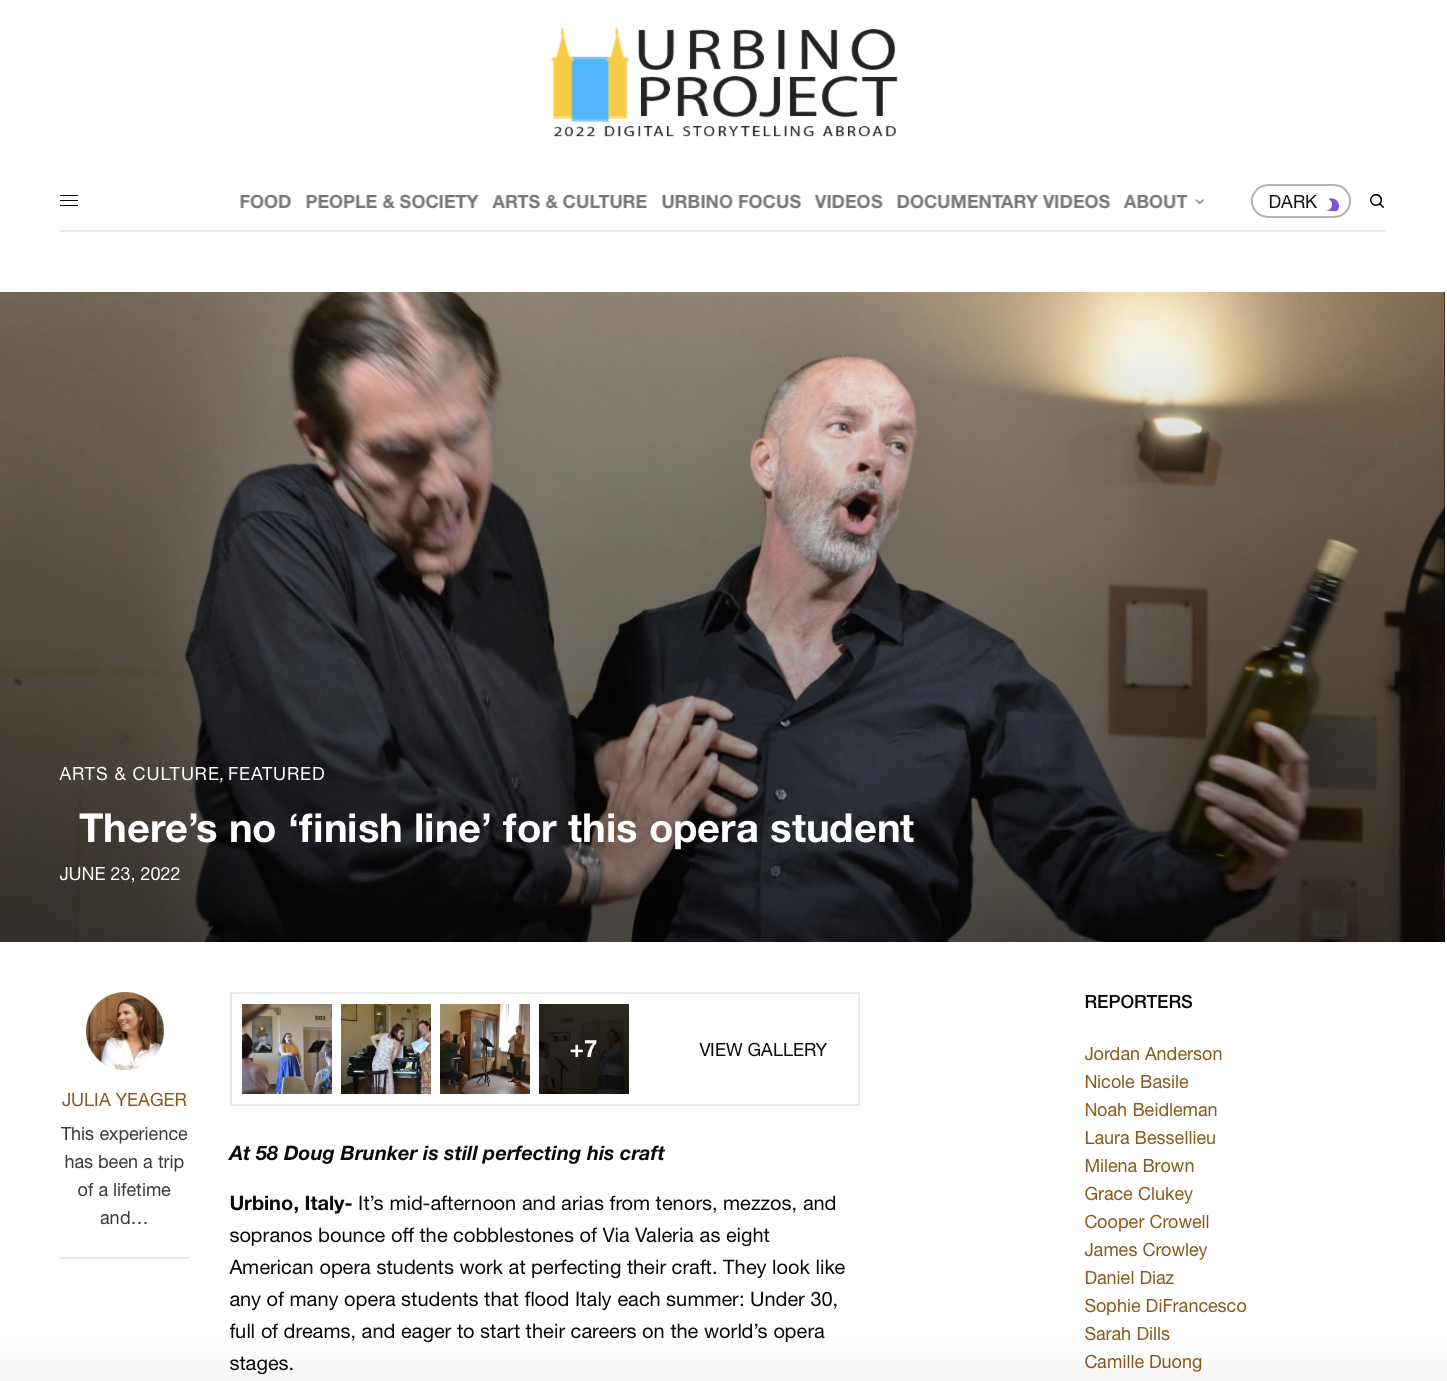 URBINO
PROJECT
2022 DIGITAL STORYTELLING ABROAD
FOOD PEOPLE & SOCIETY ARTS & CULTURE URBINO FOCUS VIDEOS DOCUMENTARY VIDEOS ABOUT DARK
ARTS & CULTURE, FEATURED
There’s no ‘finish line’ for this opera student
JUNE 23, 2022
JULIA YEAGER
This experience
has been a trip
of a lifetime
and...
+7 VIEW GALLERY
At 58 Doug Brunker is still perfecting his craft
Urbino, Italy- It’s mid-afternoon and arias from tenors, mezzos, and
sopranos bounce off the cobblestones of Via Valeria as eight
American opera students work at perfecting their craft. They look like
any of many opera students that flood Italy each summer: Under 30,
full of dreams, and eager to start their careers on the world’s opera
stages.
REPORTERS
Jordan Anderson
Nicole Basile
Noah Beidleman
Laura Bessellieu
Milena Brown
Grace Clukey
Cooper Crowell
James Crowley
Daniel Diaz
Sophie DiFrancesco
Sarah Dills
Camille Duong